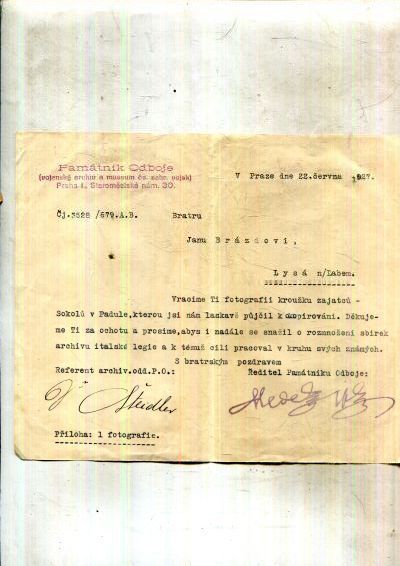 Památník Odboje
(vojenský archiv a museum čs. zahr. vojsk)
Praha I., Staroměstské nám. 30.
V Praze dne 22.června 1927.
Čj.3528 /679.A.B. Bratru
Janu Brázdovi,
Lysá n/Labem.
Vracíme Ti fotografii kroužku zajatců -
Sokolů v Padule,kterou jsi nám laskavě půjčil k okopírování. Děkuje-
me Ti za ochotu a prosíme,abys i nadále se snažil o rozmnožení sbírek
archivu italské legie a k témuž cíli pracoval v kruhu svých známých.
S bratrským pozdravem
Referent archiv.odd.P.O.: Ředitel Památníku Odboje:
Dr Šteidler
Příloha: 1 fotografie.